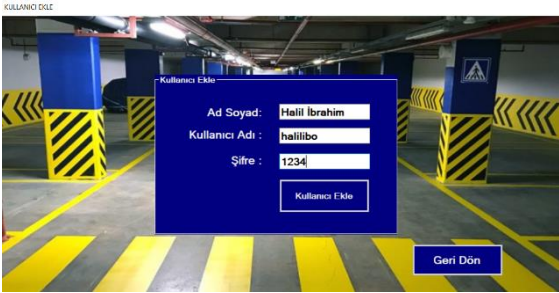 KULLANICI EKLE
Kullanıcı Ekle
Ad Soyad: Halil İbrahim
Kullanıcı Adı : halilibo
Şifre : 1234
Kullanıcı Ekle
Geri Dön